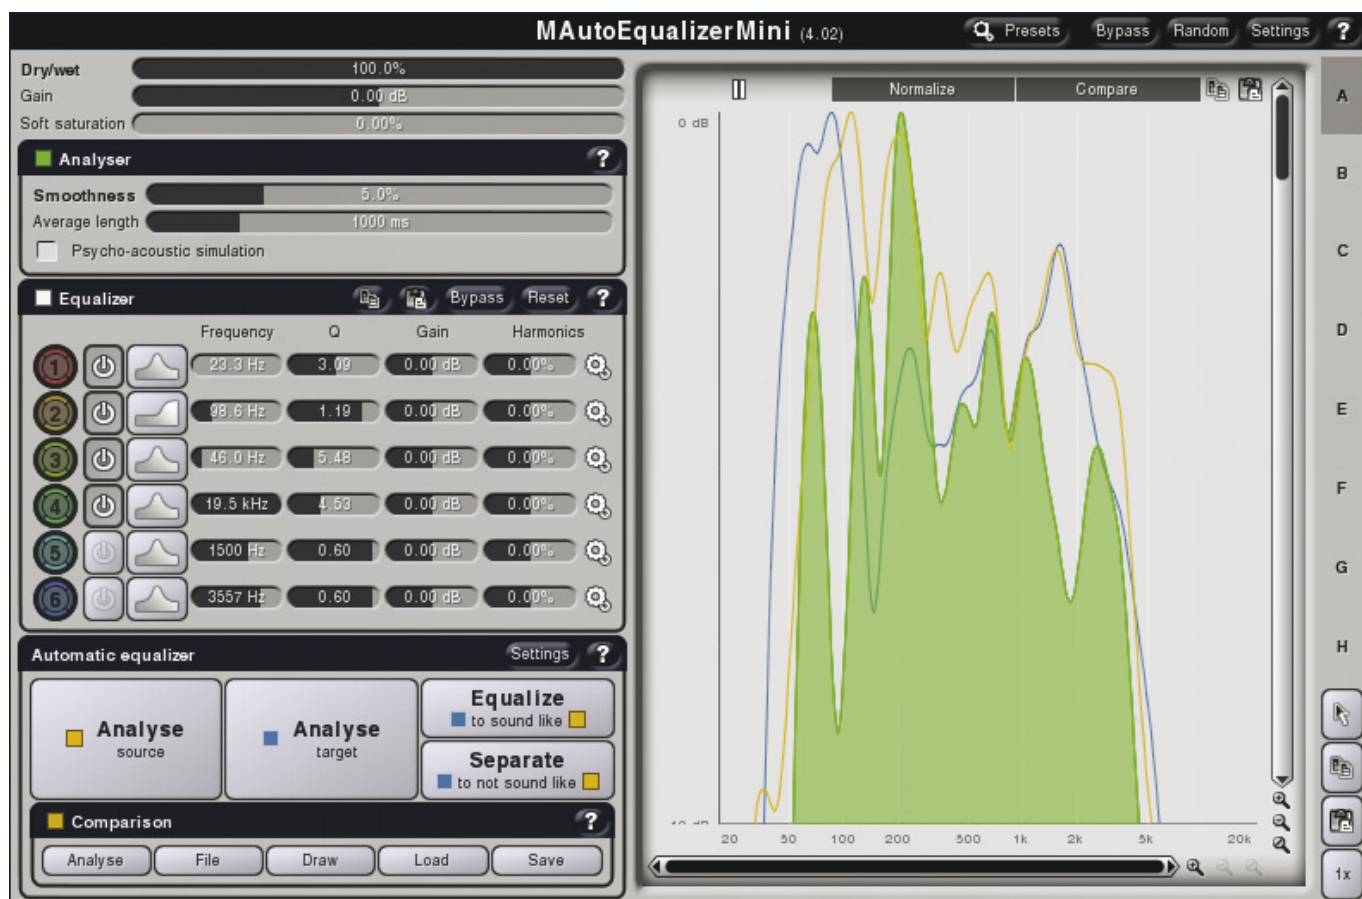 MAutoEqualizerMini (4.02) Presets Bypass Random Settings ?
Dry/wet 100.0%
Gain 0.00 dB
Soft saturation 0.00%
Analyser ?
Smoothness 5.0%
Average length 1000 ms
Psycho-acoustic simulation
Equalizer Bypass Reset ?
Frequency Q Gain Harmonics
1 23.3 Hz 3.09 0.00 dB 0.00%
2 98.6 Hz 1.19 0.00 dB 0.00%
3 46.0 Hz 5.48 0.00 dB 0.00%
4 19.5 kHz 4.53 0.00 dB 0.00%
5 1500 Hz 0.60 0.00 dB 0.00%
6 3557 Hz 0.60 0.00 dB 0.00%
Automatic equalizer Settings ?
Analyse
source
Analyse
target
Equalize
to sound like
Separate
to not sound like
Comparison ?
Analyse File Draw Load Save
Normalize Compare
0 dB
20 50 100 200 500 1k 2k 5k 20k
A
B
C
D
E
F
G
H
1x